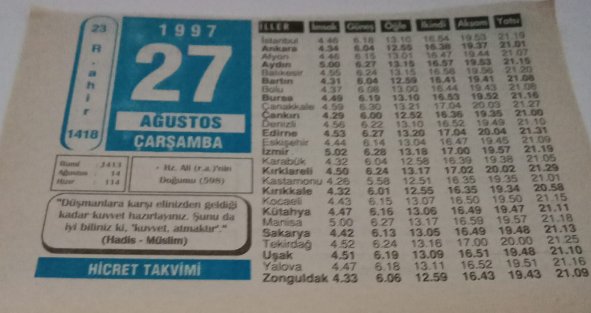 23
R. ahir
1418
1997
27
AĞUSTOS
ÇARŞAMBA
Rumi : 1413
Ağustos : 14
Hızır : 114
- Hz. Ali (r.a.)'nin
Doğumu (598)
"Düşmanlara karşı elinizden geldiği
kadar kuvvet hazırlayınız. Şunu da
iyi biliniz ki, "kuvvet, atmaktır"."
(Hadis - Müslim)
HİCRET TAKVİMİ
İLLER İmsak Güneş Öğle İkindi Akşam Yatsı
İstanbul 4.46 6.18 13.10 16.54 19.53 21.19
Ankara 4.34 6.04 12.55 16.38 19.37 21.01
Afyon 4.46 6.15 13.01 16.47 19.44 21.07
Aydın 5.00 6.27 13.15 16.57 19.53 21.15
Balıkesir 4.55 6.24 13.15 16.58 19.56 21.20
Bartın 4.31 6.04 12.59 16.41 19.41 21.08
Bolu 4.37 6.08 13.00 16.44 19.43 21.08
Bursa 4.49 6.19 13.10 16.53 19.52 21.16
Çanakkale 4.59 6.30 13.21 17.04 20.03 21.27
Çankırı 4.29 6.00 12.52 16.36 19.35 21.00
Denizli 4.56 6.22 13.10 16.52 19.49 21.10
Edirne 4.53 6.27 13.20 17.04 20.04 21.31
Eskişehir 4.44 6.14 13.04 16.47 19.45 21.09
İzmir 5.02 6.28 13.18 17.00 19.57 21.19
Karabük 4.32 6.04 12.58 16.39 19.38 21.05
Kırklareli 4.50 6.24 13.17 17.02 20.02 21.29
Kastamonu 4.26 5.58 12.51 16.35 19.35 21.01
Kırıkkale 4.32 6.01 12.55 16.35 19.34 20.58
Kocaeli 4.43 6.15 13.07 16.50 19.50 21.15
Kütahya 4.47 6.16 13.06 16.49 19.47 21.11
Manisa 5.00 6.27 13.17 16.59 19.57 21.18
Sakarya 4.42 6.13 13.05 16.49 19.48 21.13
Tekirdağ 4.52 6.24 13.16 17.00 20.00 21.25
Uşak 4.51 6.19 13.09 16.51 19.48 21.10
Yalova 4.47 6.18 13.11 16.52 19.51 21.16
Zonguldak 4.33 6.06 12.59 16.43 19.43 21.09